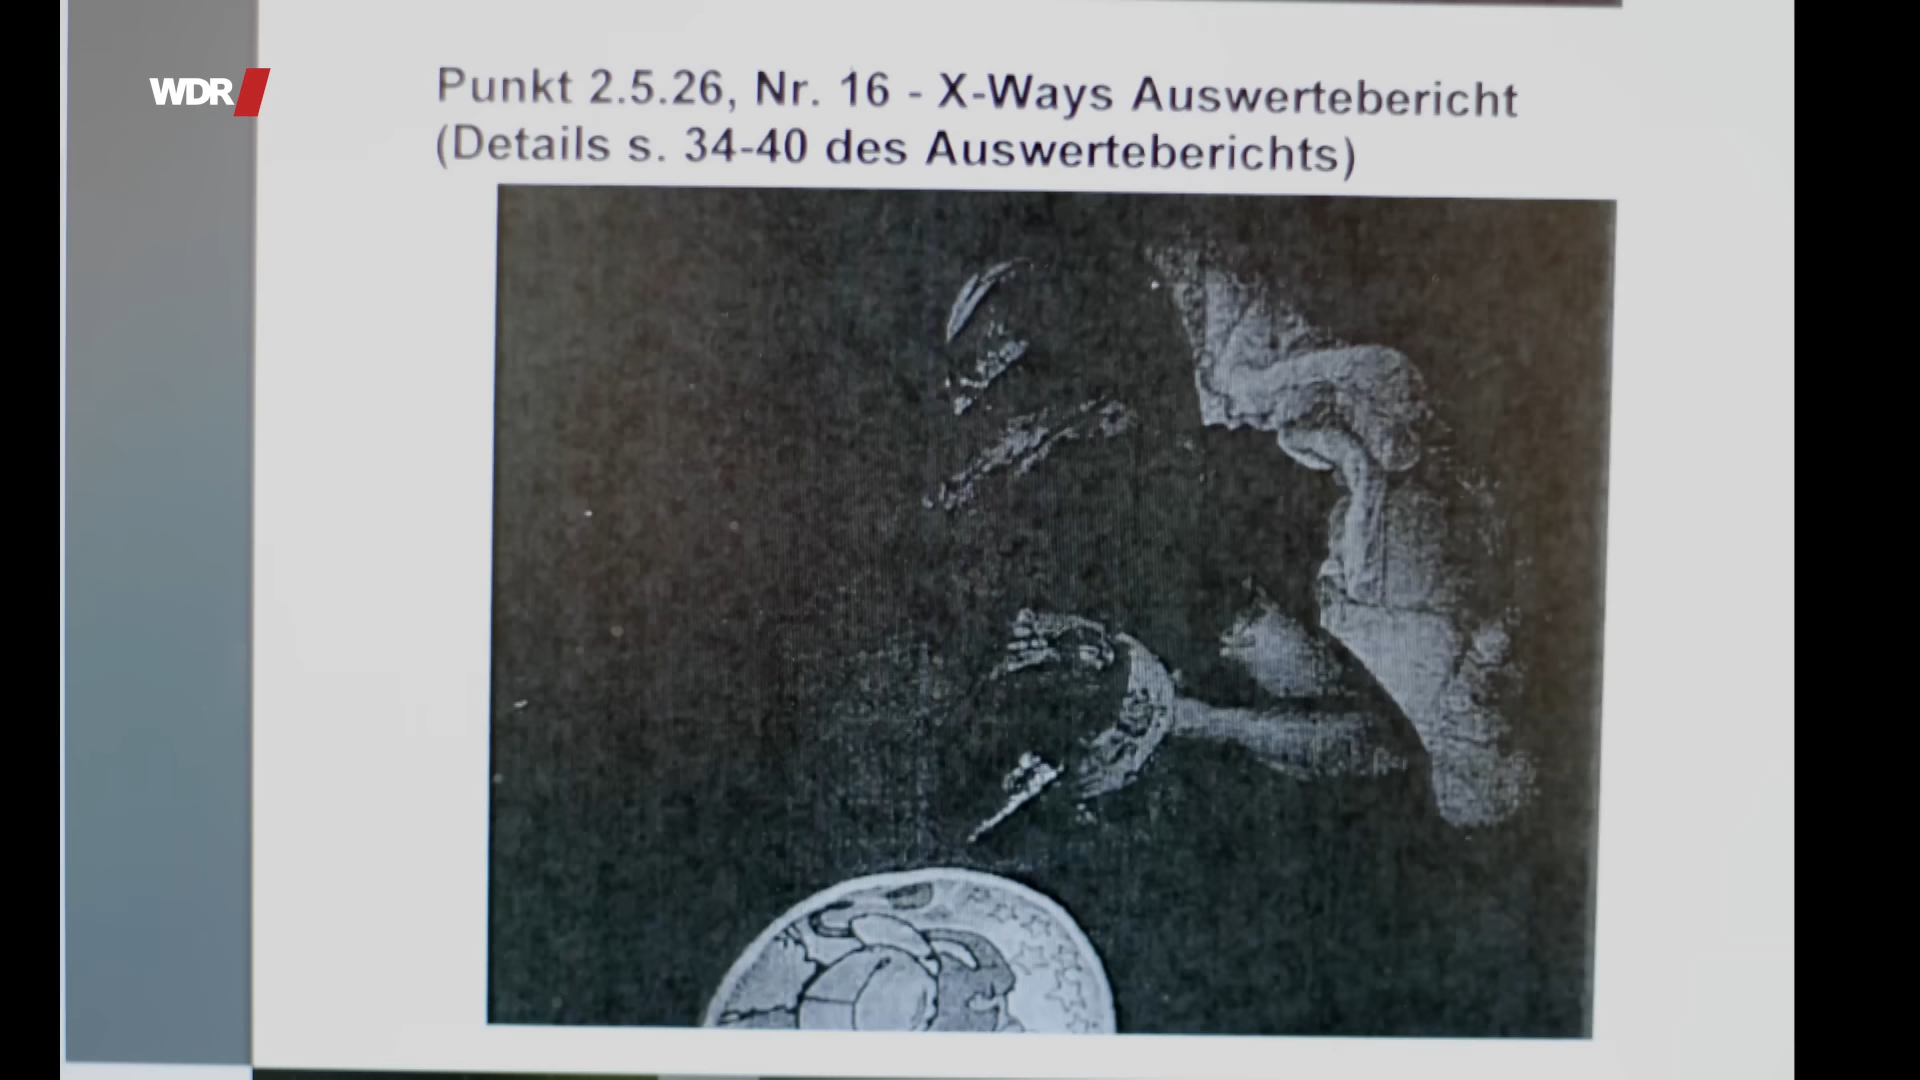 WDR
Punkt 2.5.26, Nr. 16 - X-Ways Auswertebericht
(Details s. 34-40 des Auswerteberichts)